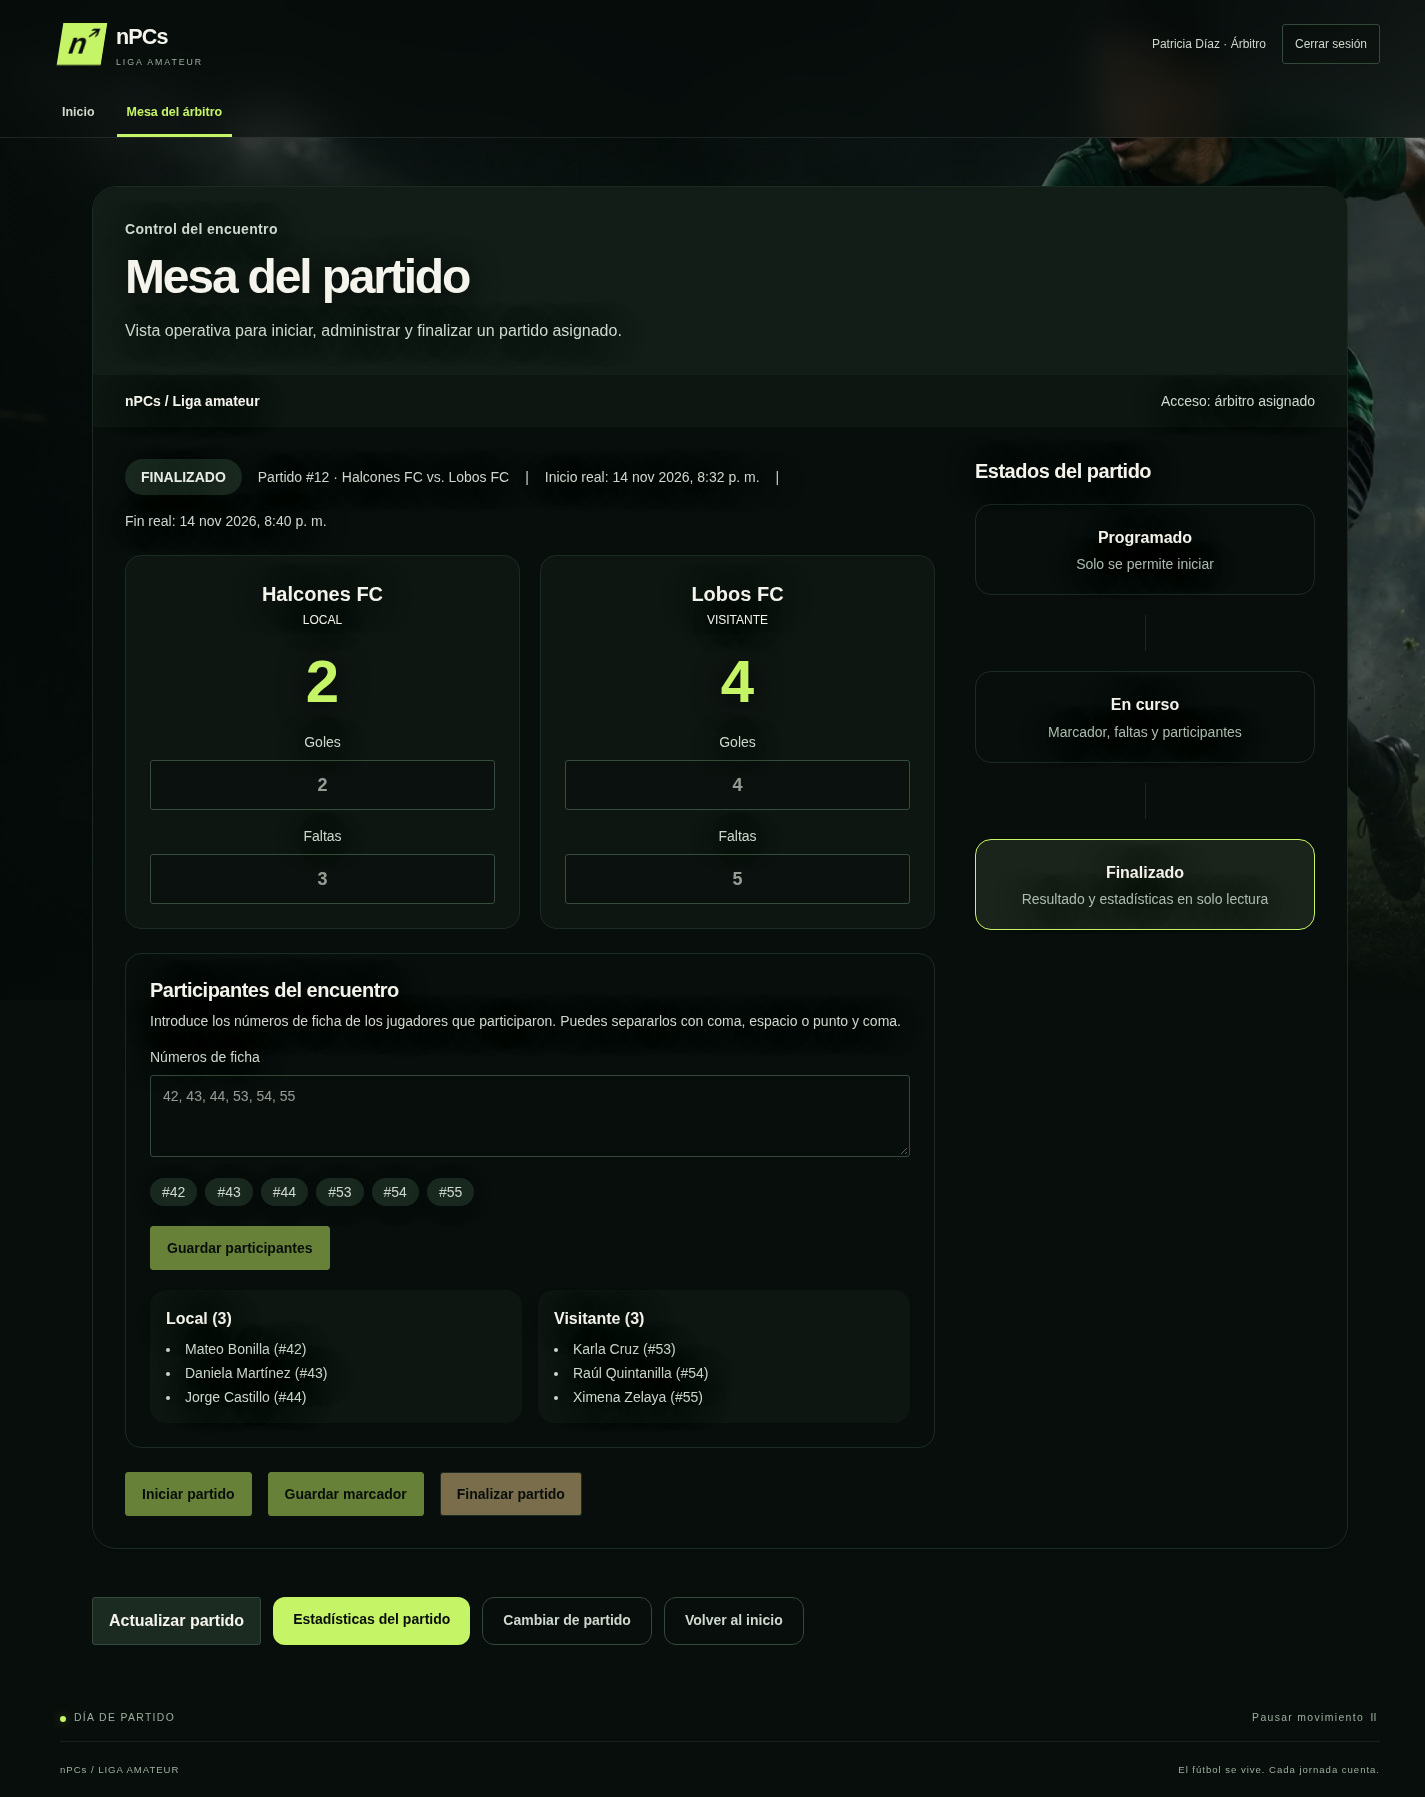 n
nPCs
LIGA AMATEUR
Patricia Díaz · Árbitro
Cerrar sesión
Inicio
Mesa del árbitro
Control del encuentro
Mesa del partido
Vista operativa para iniciar, administrar y finalizar un partido asignado.
nPCs / Liga amateur
Acceso: árbitro asignado
FINALIZADO
Partido #12 · Halcones FC vs. Lobos FC | Inicio real: 14 nov 2026, 8:32 p. m. |
Fin real: 14 nov 2026, 8:40 p. m.
Halcones FC
LOCAL
2
Goles
2
Faltas
3
Lobos FC
VISITANTE
4
Goles
4
Faltas
5
Estados del partido
Programado
Solo se permite iniciar
En curso
Marcador, faltas y participantes
Finalizado
Resultado y estadísticas en solo lectura
Participantes del encuentro
Introduce los números de ficha de los jugadores que participaron. Puedes separarlos con coma, espacio o punto y coma.
Números de ficha
42, 43, 44, 53, 54, 55
#42 #43 #44 #53 #54 #55
Guardar participantes
Local (3)
Mateo Bonilla (#42)
Daniela Martínez (#43)
Jorge Castillo (#44)
Visitante (3)
Karla Cruz (#53)
Raúl Quintanilla (#54)
Ximena Zelaya (#55)
Iniciar partido
Guardar marcador
Finalizar partido
Actualizar partido
Estadísticas del partido
Cambiar de partido
Volver al inicio
DÍA DE PARTIDO
Pausar movimiento
nPCs / LIGA AMATEUR
El fútbol se vive. Cada jornada cuenta.